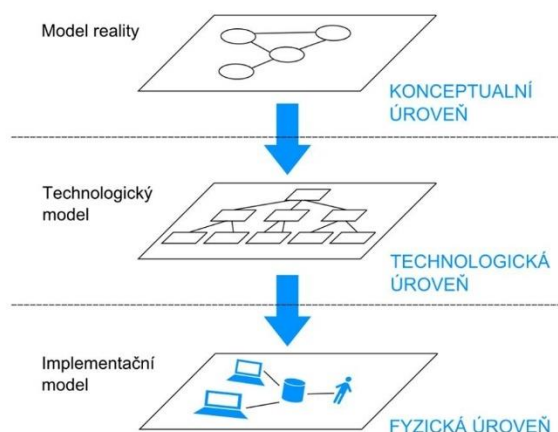 Model reality
KONCEPTUALNÍ
ÚROVEŇ
Technologický
model
TECHNOLOGICKÁ
ÚROVEŇ
Implementační
model
FYZICKÁ ÚROVEŇ